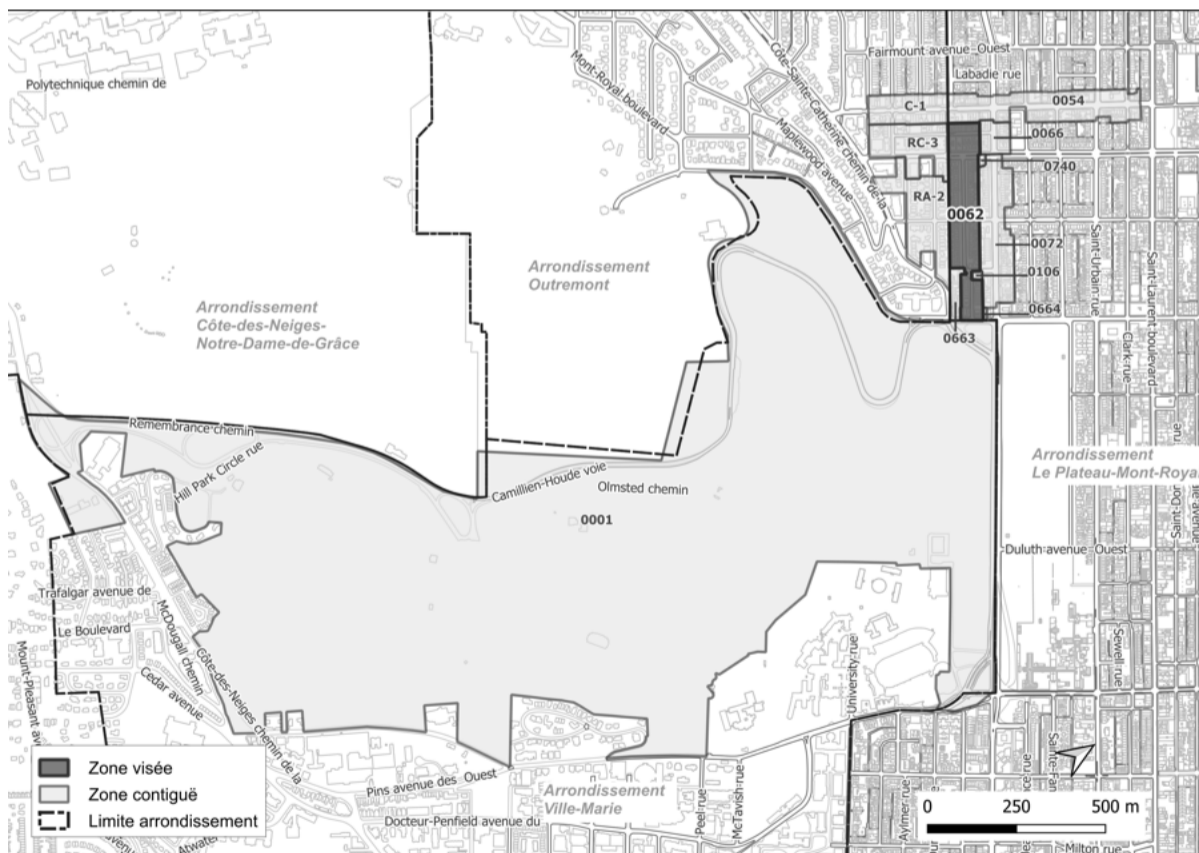 Fairmount avenue Ouest
Labadie rue
Polytechnique chemin de
Mont-Royal boulevard
Côte-Sainte-Catherine chemin de la
Maplewood avenue
C-1
0054
RC-3
0066
0740
RA-2
0062
0072
0106
0664
0663
Saint-Urbain rue
Saint-Laurent boulevard
Clark rue
Arrondissement
Outremont
Arrondissement
Côte-des-Neiges-
Notre-Dame-de-Grâce
Remembrance chemin
Hill Park Circle rue
Camillien-Houde voie
Olmsted chemin
0001
Arrondissement
Le Plateau-Mont-Roya
Duluth avenue Ouest
Trafalgar avenue de
Le Boulevard
McDougall chemin
Cedar avenue
Côte-des-Neiges chemin de la
Mount-Pleasant av
University rue
Sewell rue
Pins avenue des Ouest
Arrondissement
Ville-Marie
Docteur-Penfield avenue du
Peel rue
McTavish rue
Aylmer rue
Milton rue
Zone visée
Zone contiguë
Limite arrondissement
0 250 500 m